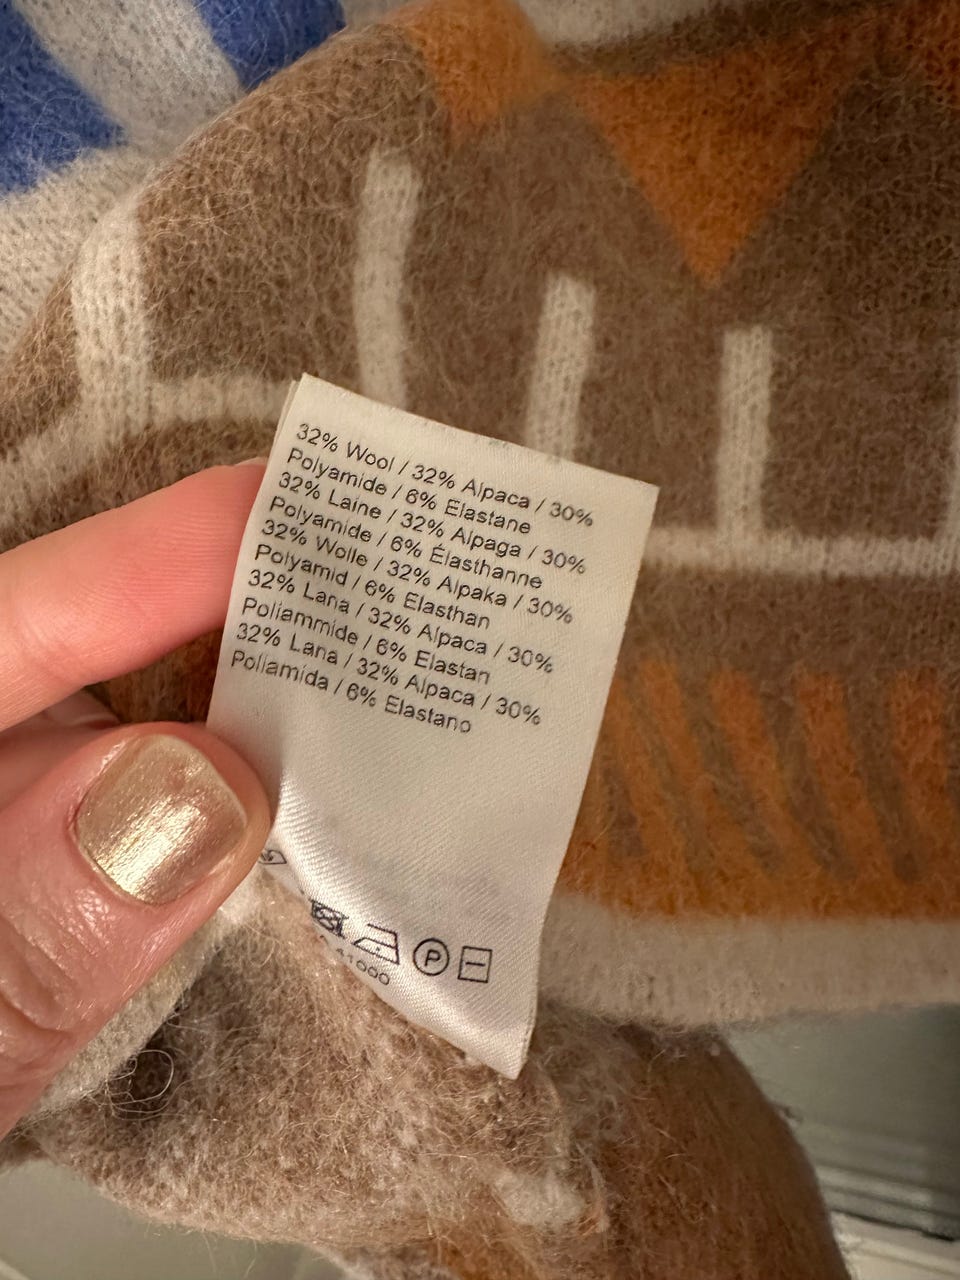 32% Wool / 32% Alpaca / 30%
Polyamide / 6% Elastane
32% Laine / 32% Alpaga / 30%
Polyamide / 6% Élasthanne
32% Wolle / 32% Alpaka / 30%
Polyamid / 6% Elasthan
32% Lana / 32% Alpaca / 30%
Poliammide / 6% Elastan
32% Lana / 32% Alpaca / 30%
Poliamida / 6% Elastano
P
41000